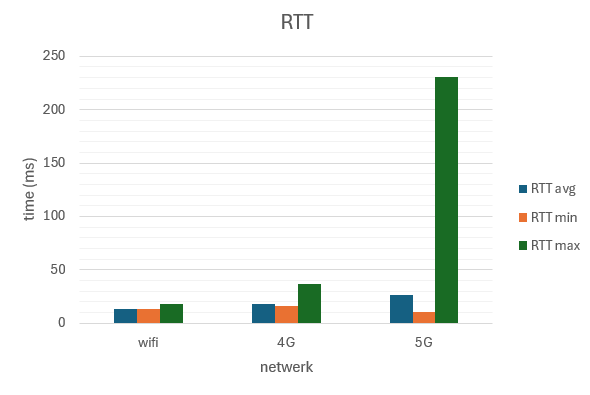 RTT
250
200
150
100
50
0
time (ms)
wifi
4G
5G
netwerk
RTT avg
RTT min
RTT max